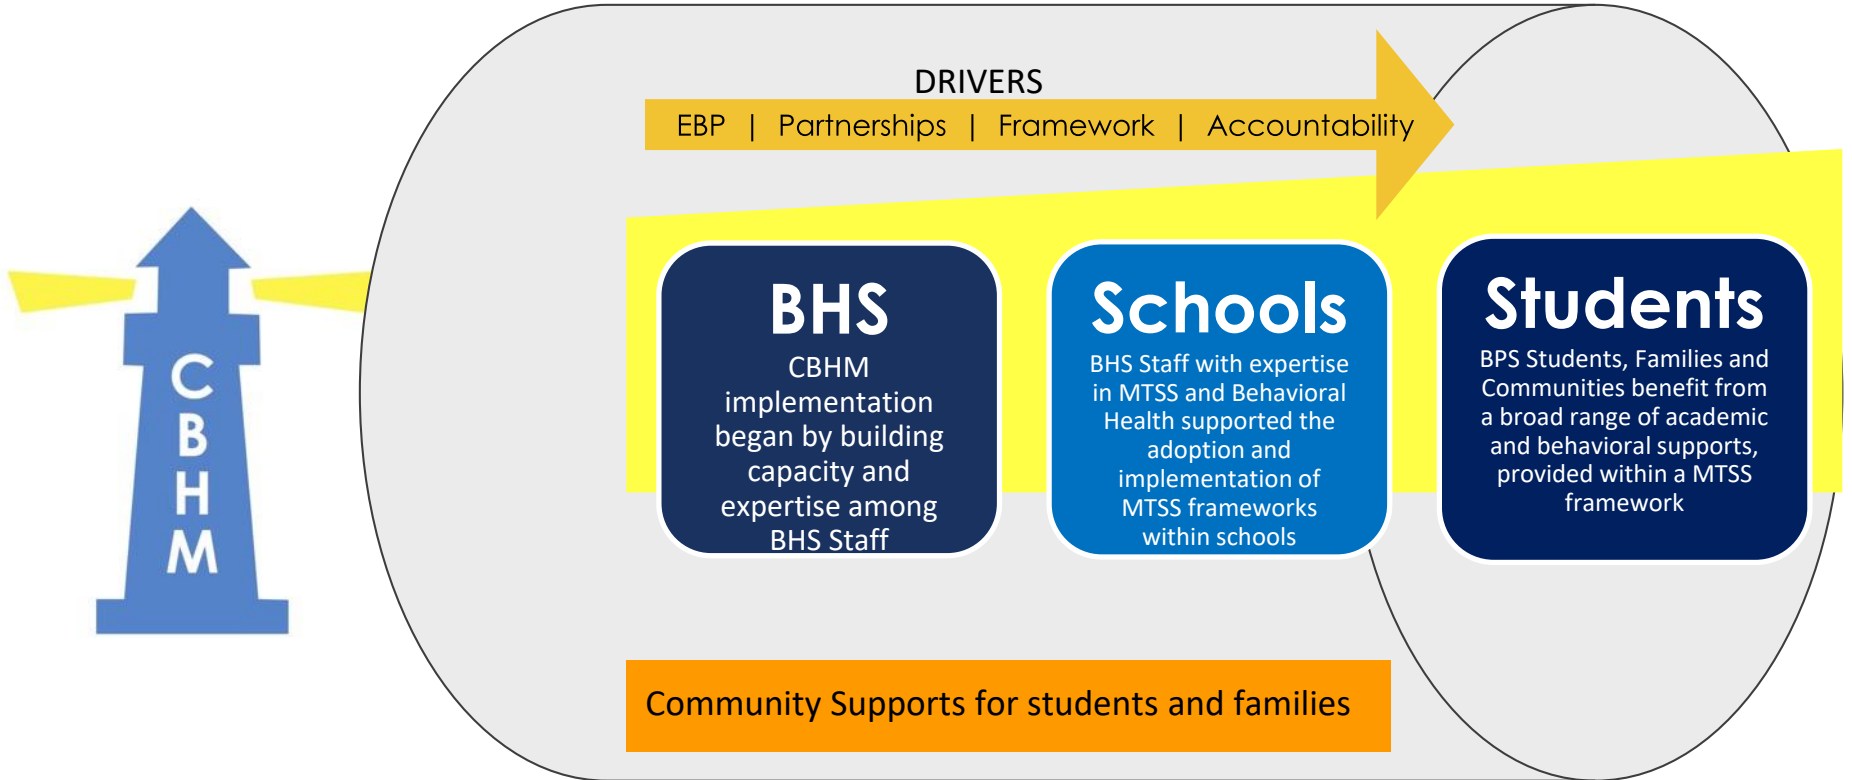 DRIVERS
EBP | Partnerships | Framework | Accountability
C
B
H
M
BHS
CBHM
implementation
began by building
capacity and
expertise among
BHS Staff
Schools
BHS Staff with expertise
in MTSS and Behavioral
Health supported the
adoption and
implementation of
MTSS frameworks
within schools
Students
BPS Students, Families and
Communities benefit from
a broad range of academic
and behavioral supports,
provided within a MTSS
framework
Community Supports for students and families